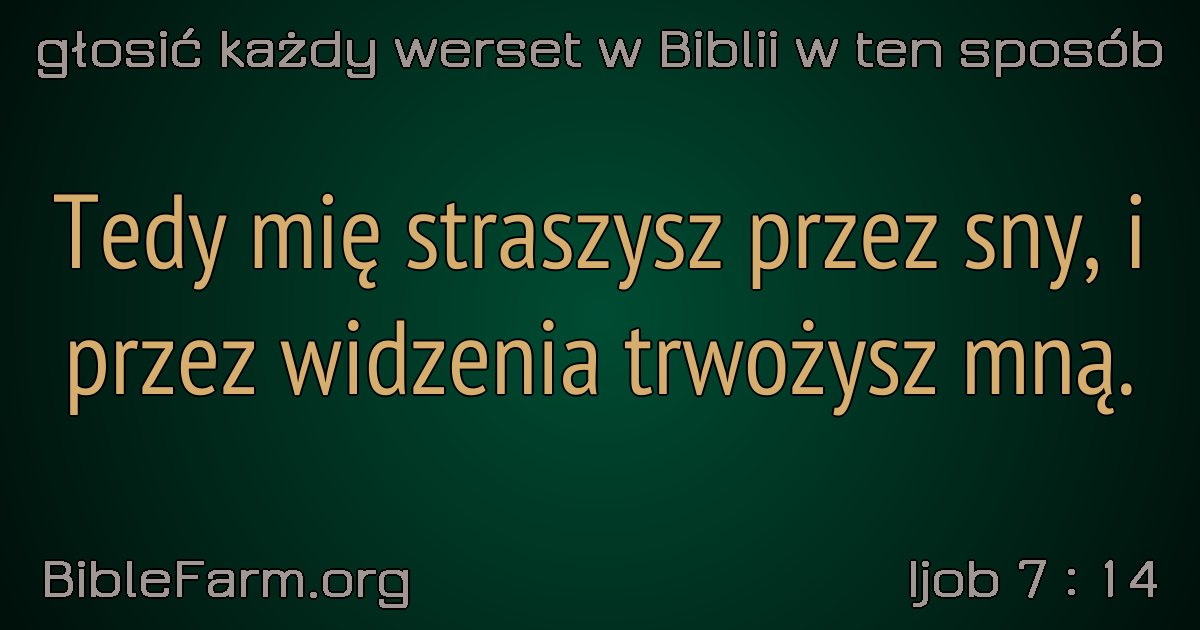 głosić każdy werset w Biblii w ten sposób
Tedy mię straszysz przez sny, i
przez widzenia trwożysz mną.
BibleFarm.org
Ijob 7 : 14